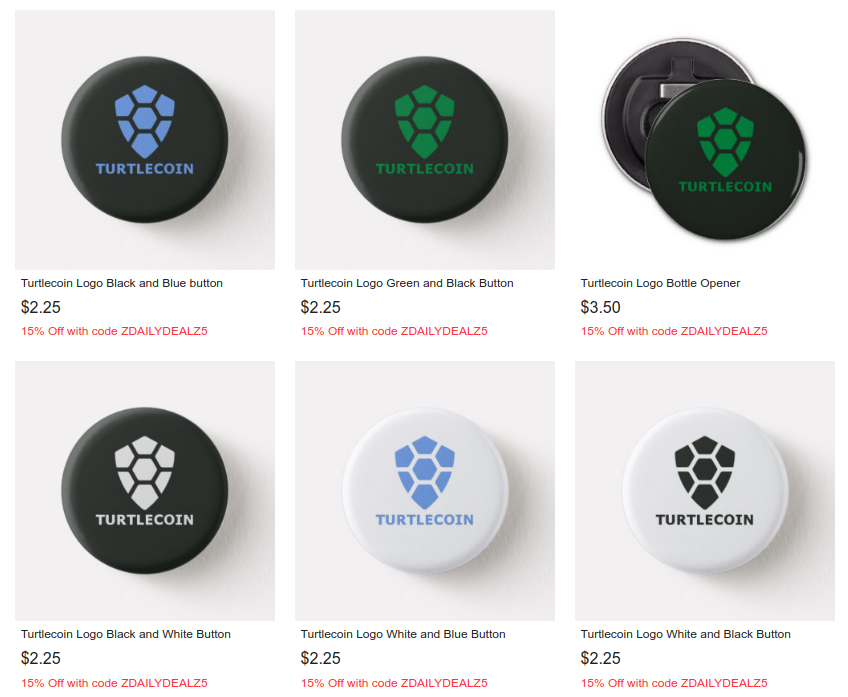 TURTLECOIN
TURTLECOIN
TURTLECOIN
Turtlecoin Logo Black and Blue button
Turtlecoin Logo Green and Black Button
Turtlecoin Logo Bottle Opener
$2.25
$2.25
$3.50
15% Off with code ZDAILYDEALZ5
15% Off with code ZDAILYDEALZ5
15% Off with code ZDAILYDEALZ5
TURTLECOIN
TURTLECOIN
TURTLECOIN
Turtlecoin Logo Black and White Button
Turtlecoin Logo White and Blue Button
Turtlecoin Logo White and Black Button
$2.25
$2.25
$2.25
15% Off with code ZDAILYDEALZ5
15% Off with code ZDAILYDEALZ5
15% Off with code ZDAILYDEALZ5